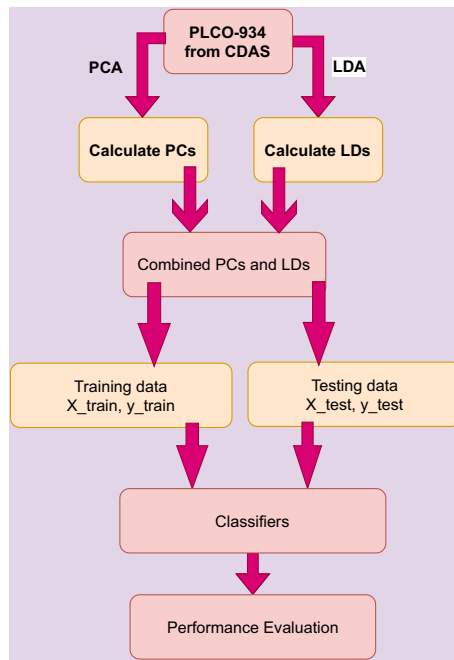 PLCO-934
from CDAS
PCA
LDA
Calculate PCs
Calculate LDs
Combined PCs and LDs
Training data
X_train, y_train
Testing data
X_test, y_test
Classifiers
Performance Evaluation